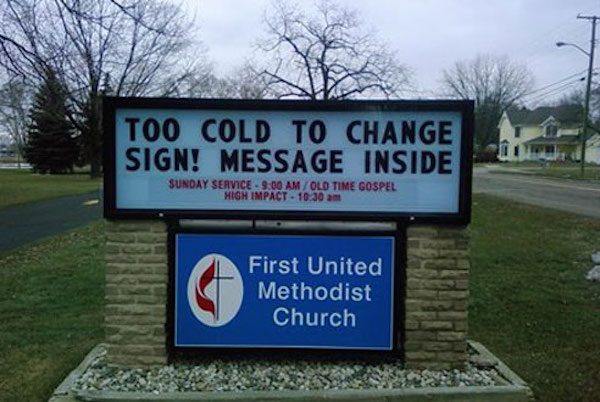 TOO COLD TO CHANGE
SIGN! MESSAGE INSIDE
SUNDAY SERVICE - 9:00 AM / OLD TIME GOSPEL
HIGH IMPACT - 10:30 am
First United
Methodist
Church